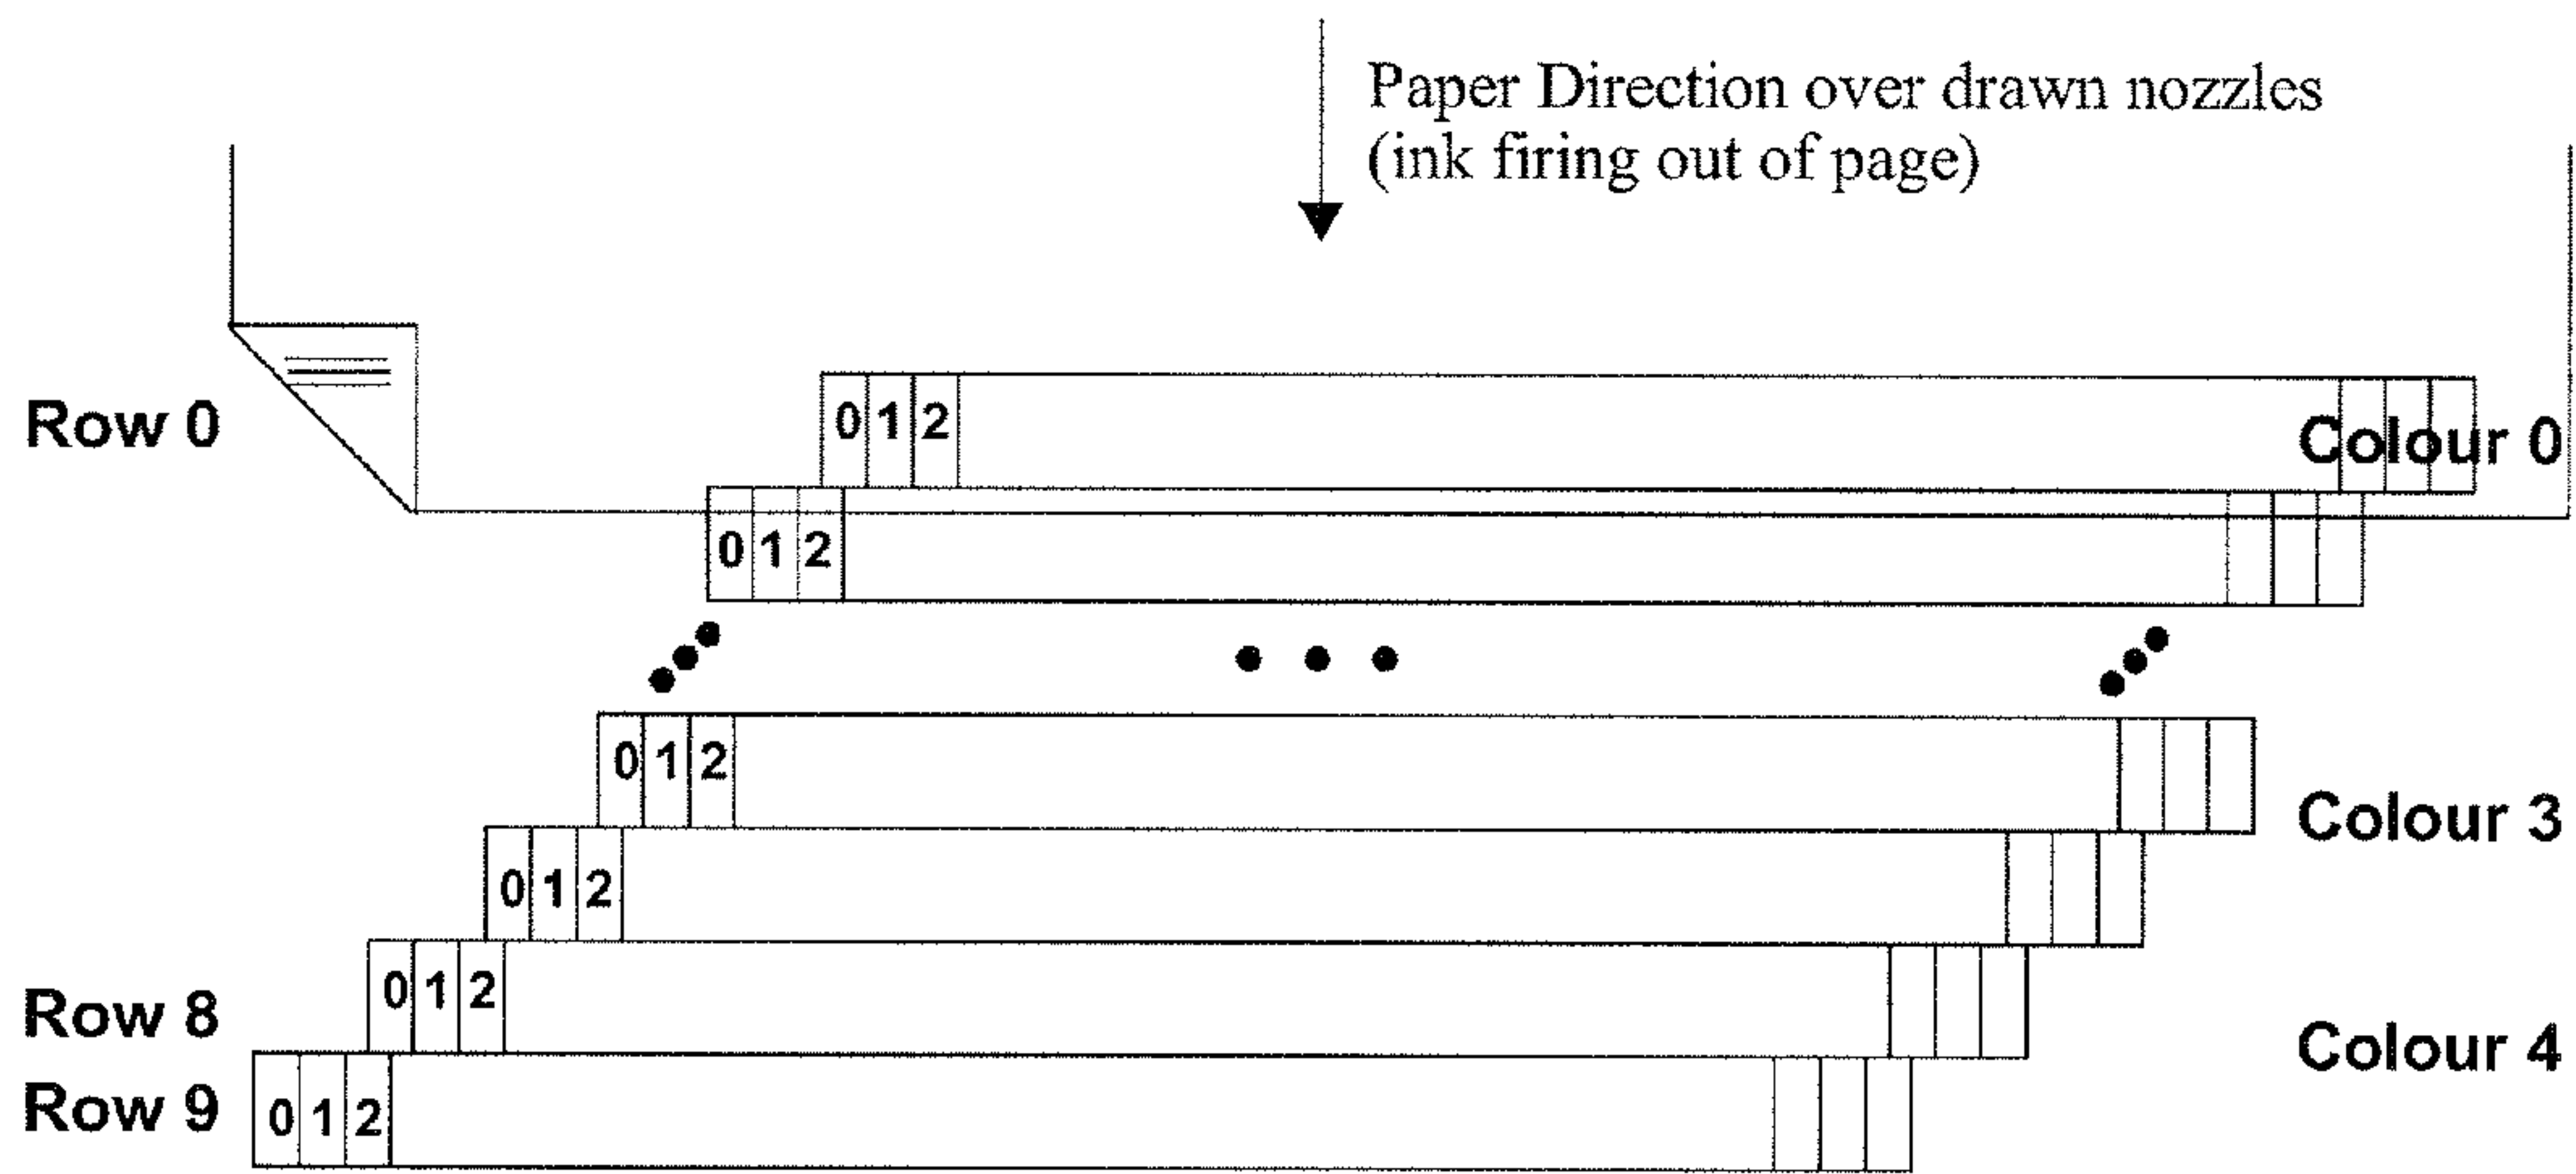 Paper Direction over drawn nozzles
(ink firing out of page)
Row 0
0 1 2
Colour 0
0 1 2
0 1 2
Colour 3
0 1 2
Row 8
0 1 2
Colour 4
Row 9
0 1 2